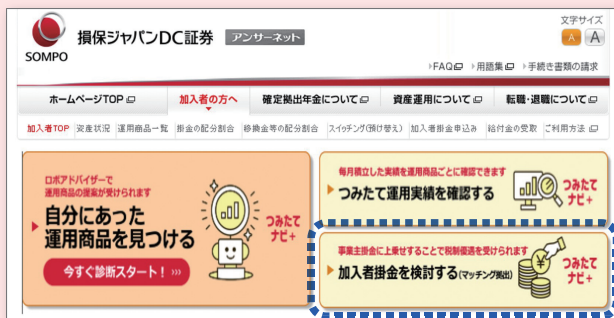 SOMPO
損保ジャパンDC証券 アンサーネット
文字サイズ
A A
FAQ 用語集 手続き書類の請求
ホームページTOP 加入者の方へ 確定拠出年金について 資産運用について 転職・退職について
加入者TOP 資産状況 運用商品一覧 掛金の配分割合 移換金等の配分割合 スイッチング(預け替え) 加入者掛金申込み 給付金の受取 ご利用方法
ロボアドバイザーで
運用商品の提案が受けられます
自分にあった
運用商品を見つける
今すぐ診断スタート! »»
つみたて
ナビ+
毎月積立した実績を運用商品ごとに確認できます
つみたて運用実績を確認する
つみたて
ナビ+
事業主掛金に上乗せすることで税制優遇を受けられます
加入者掛金を検討する(マッチング拠出)
¥
つみたて
ナビ+